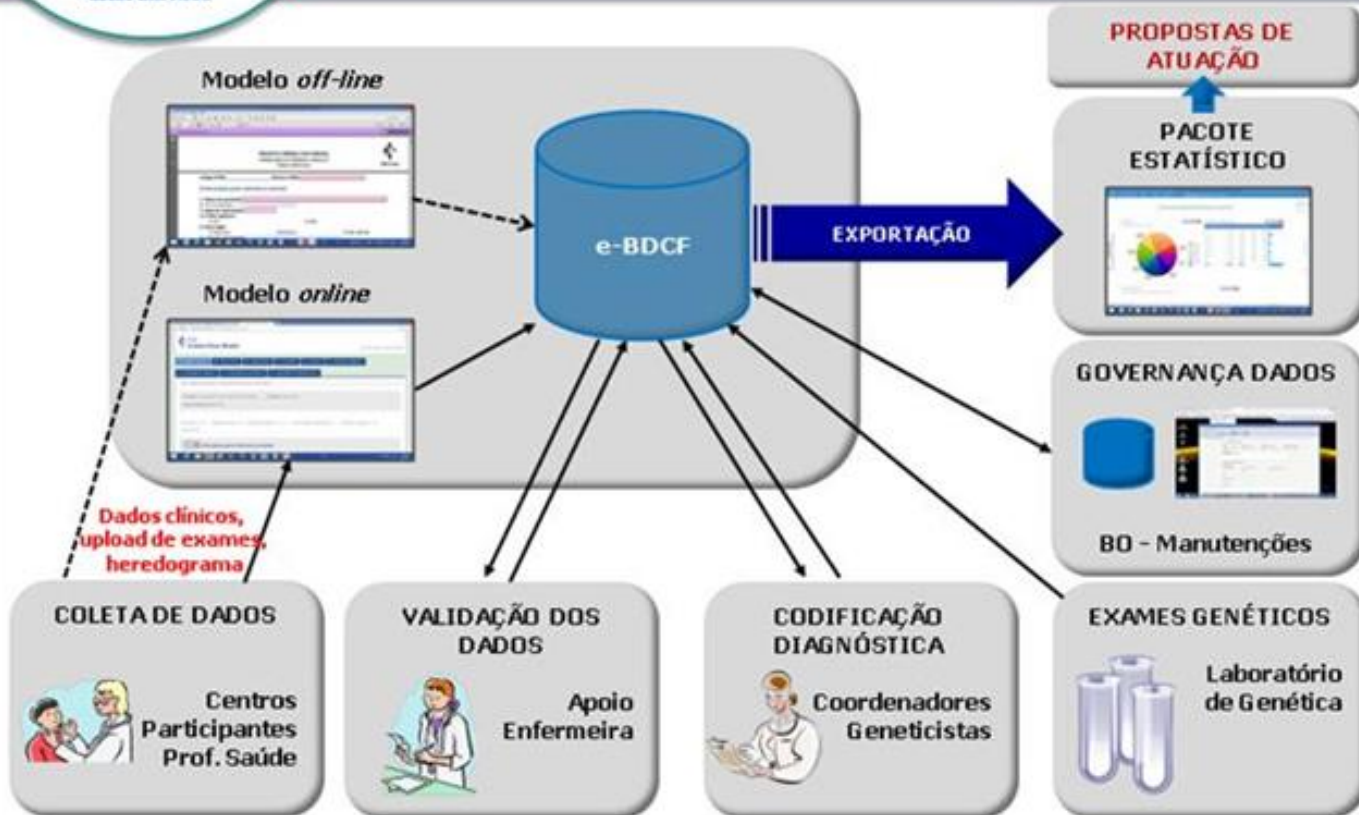 PROPOSTAS DE
ATUAÇÃO
Modelo off-line
PACOTE
ESTATÍSTICO
e-BDCF
EXPORTAÇÃO
Modelo online
GOVERNANÇA DADOS
BO - Manutenções
Dados clínicos,
upload de exames,
heredograma
COLETA DE DADOS
Centros
Participantes
Prof. Saúde
VALIDAÇÃO DOS
DADOS
Apoio
Enfermeira
CODIFICAÇÃO
DIAGNÓSTICA
Coordenadores
Geneticistas
EXAMES GENÉTICOS
Laboratório
de Genética